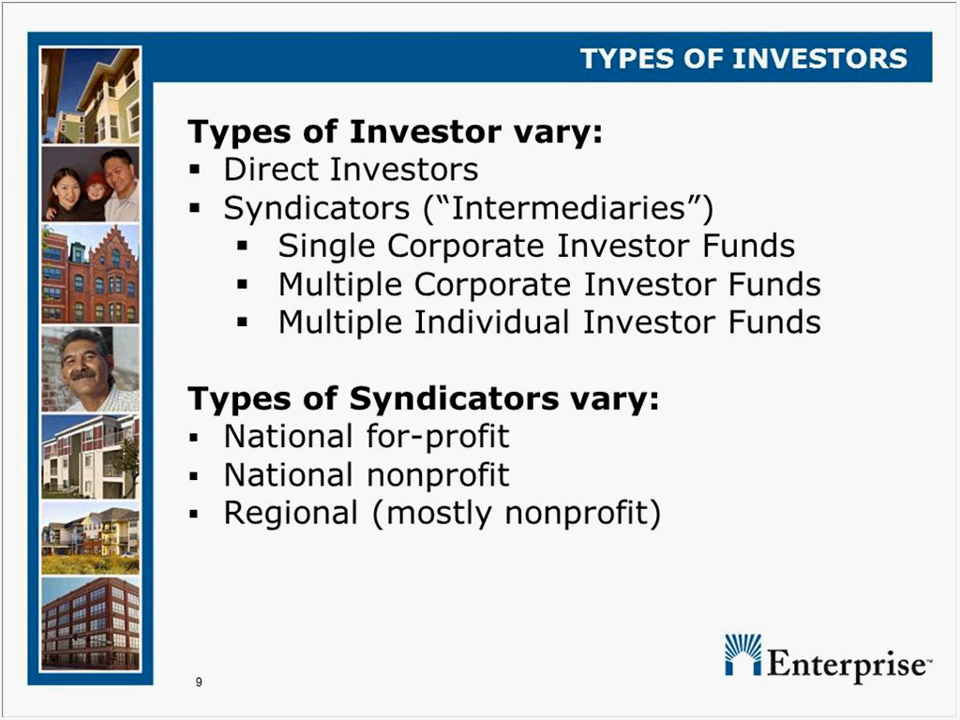 TYPES OF INVESTORS
Types of Investor vary:
▪ Direct Investors
▪ Syndicators (“Intermediaries”)
▪ Single Corporate Investor Funds
▪ Multiple Corporate Investor Funds
▪ Multiple Individual Investor Funds
Types of Syndicators vary:
▪ National for-profit
▪ National nonprofit
▪ Regional (mostly nonprofit)
Enterprise™
9